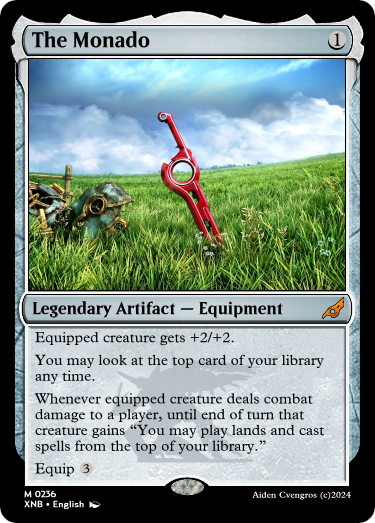 The Monado 1
Legendary Artifact — Equipment
Equipped creature gets +2/+2.
You may look at the top card of your library
any time.
Whenever equipped creature deals combat
damage to a player, until end of turn that
creature gains “You may play lands and cast
spells from the top of your library.”
Equip 3
M 0236
XNB • English Aiden Cvengros (c)2024